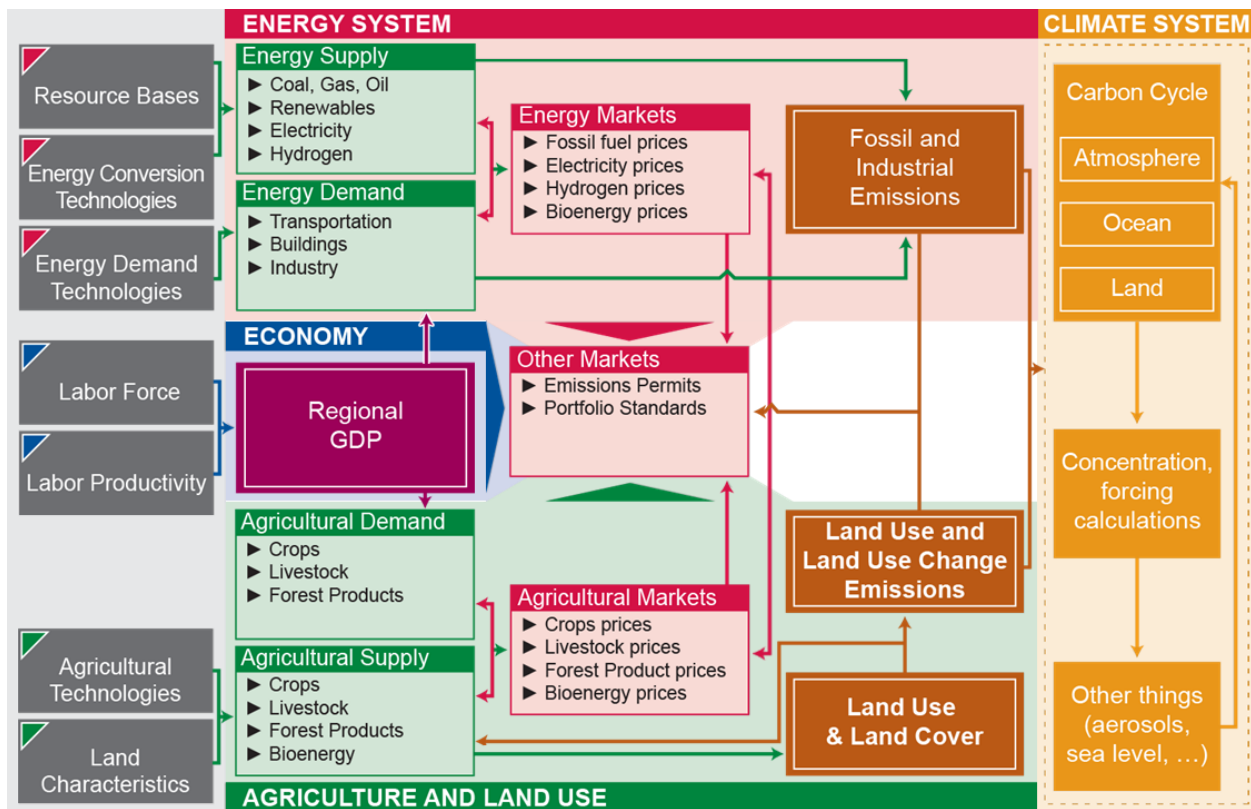 ENERGY SYSTEM
CLIMATE SYSTEM
Resource Bases
Energy Conversion
Technologies
Energy Demand
Technologies
Labor Force
Labor Productivity
Agricultural
Technologies
Land
Characteristics
Energy Supply
► Coal, Gas, Oil
► Renewables
► Electricity
► Hydrogen
Energy Demand
► Transportation
► Buildings
► Industry
Energy Markets
► Fossil fuel prices
► Electricity prices
► Hydrogen prices
► Bioenergy prices
Fossil and
Industrial
Emissions
ECONOMY
Regional
GDP
Other Markets
► Emissions Permits
► Portfolio Standards
Agricultural Demand
► Crops
► Livestock
► Forest Products
Agricultural Supply
► Crops
► Livestock
► Forest Products
► Bioenergy
Agricultural Markets
► Crops prices
► Livestock prices
► Forest Product prices
► Bioenergy prices
Land Use and
Land Use Change
Emissions
Land Use
& Land Cover
AGRICULTURE AND LAND USE
Carbon Cycle
Atmosphere
Ocean
Land
Concentration,
forcing
calculations
Other things
(aerosols,
sea level, …)